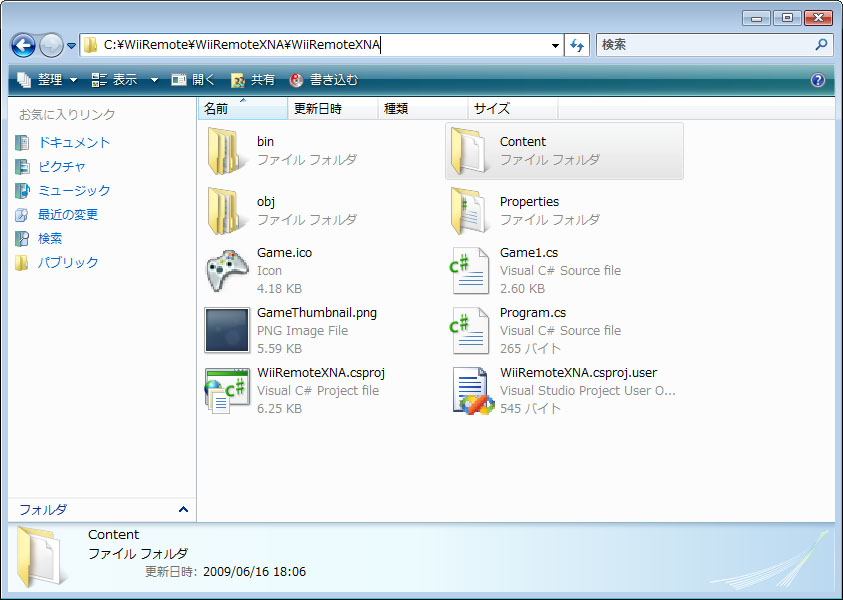 C:¥WiiRemote¥WiiRemoteXNA¥WiiRemoteXNA
検索
整理 表示 開く 共有 書き込む
お気に入りリンク
ドキュメント
ピクチャ
ミュージック
最近の変更
検索
パブリック
フォルダ
名前 更新日時 種類 サイズ
bin
ファイル フォルダ
Content
ファイル フォルダ
obj
ファイル フォルダ
Properties
ファイル フォルダ
Game.ico
Icon
4.18 KB
Game1.cs
Visual C# Source file
2.60 KB
GameThumbnail.png
PNG Image File
5.59 KB
Program.cs
Visual C# Source file
265 バイト
WiiRemoteXNA.csproj
Visual C# Project file
6.25 KB
WiiRemoteXNA.csproj.user
Visual Studio Project User O...
545 バイト
Content
ファイル フォルダ
更新日時: 2009/06/16 18:06